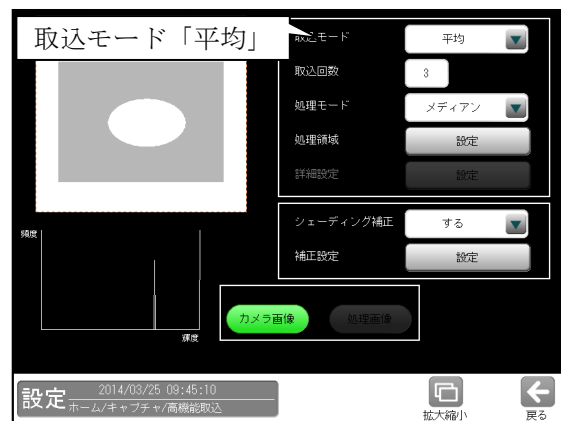 取込モード「平均」
取込モード
平均
取込回数
3
処理モード
メディアン
処理領域
設定
詳細設定
設定
シェーディング補正
する
補正設定
設定
頻度
輝度
カメラ画像
処理画像
設定
2014/03/25 09:45:10
ホーム/キャプチャ/高機能取込
拡大縮小
戻る